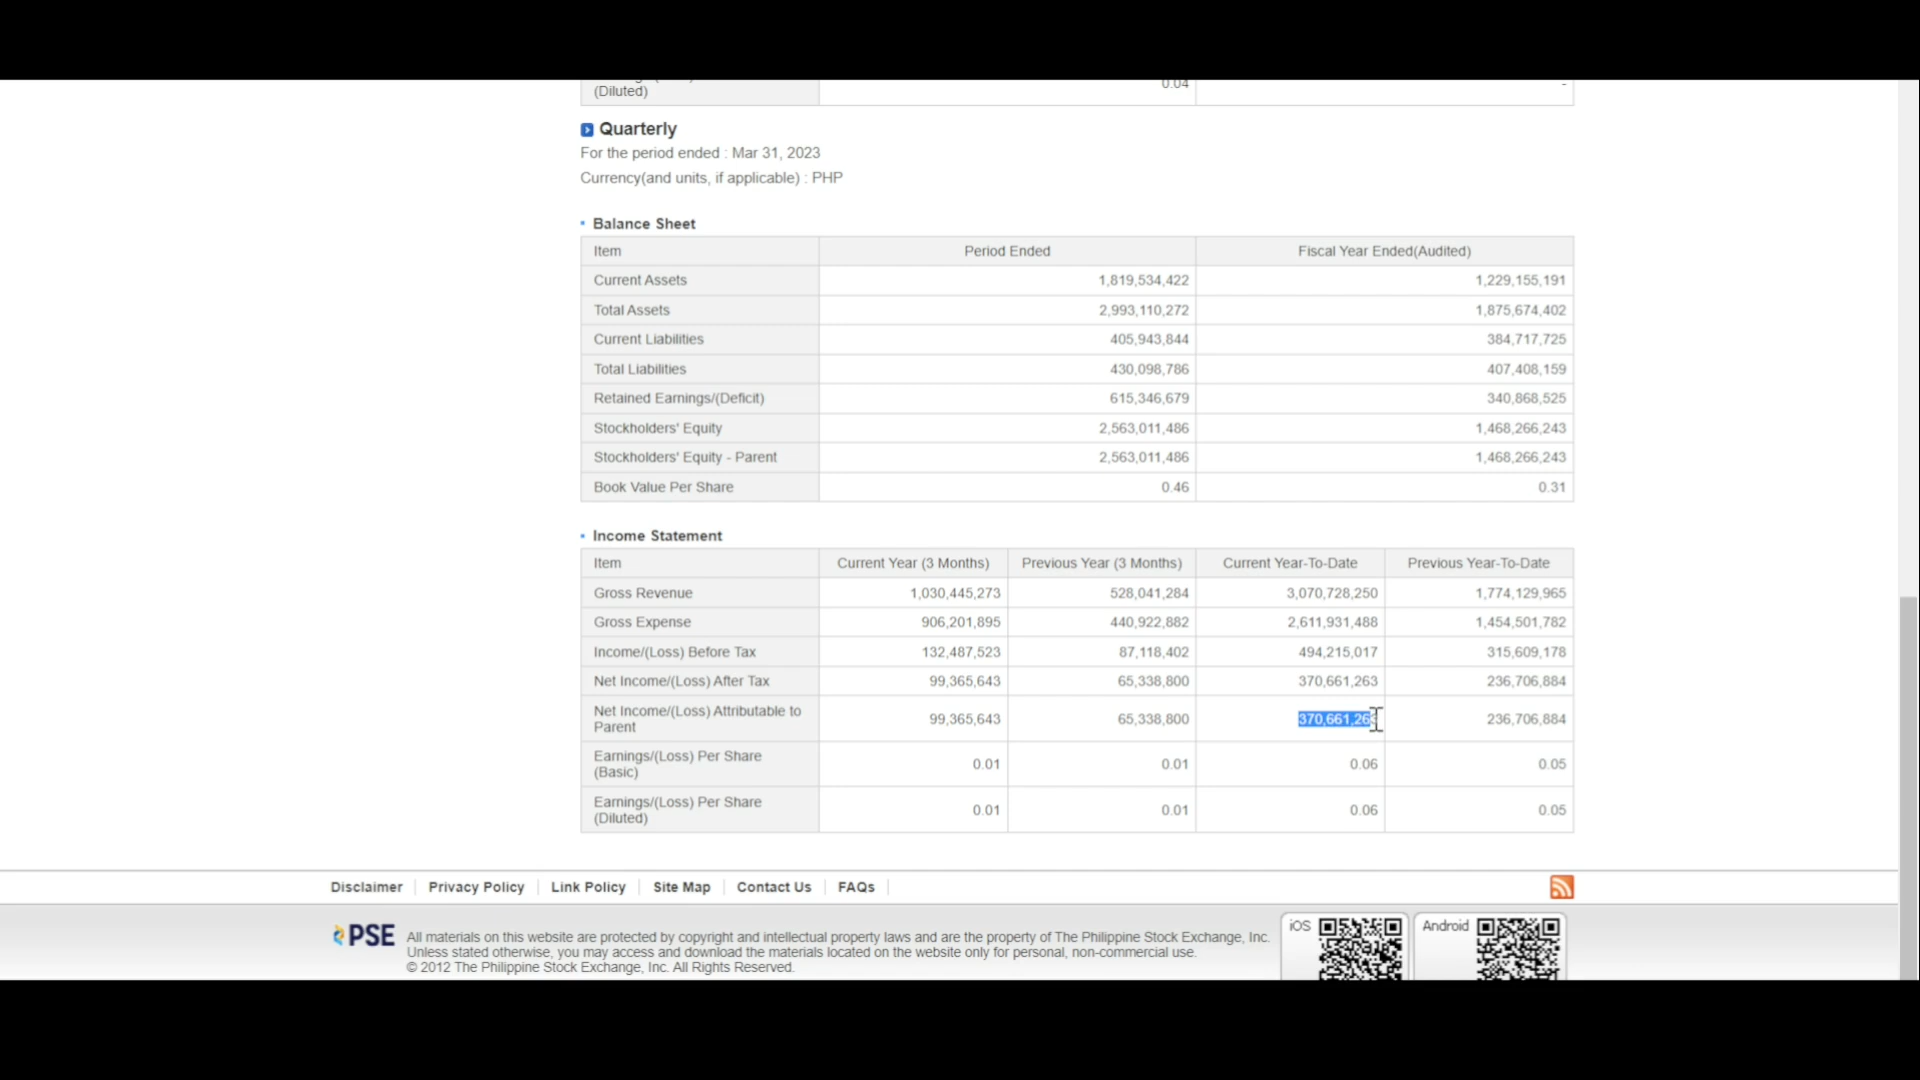 (Diluted) 0.04 -
Quarterly
For the period ended : Mar 31, 2023
Currency(and units, if applicable) : PHP
Balance Sheet
Item Period Ended Fiscal Year Ended(Audited)
Current Assets 1,819,534,422 1,229,155,191
Total Assets 2,993,110,272 1,875,674,402
Current Liabilities 405,943,844 384,717,725
Total Liabilities 430,098,786 407,408,159
Retained Earnings/(Deficit) 615,346,679 340,868,525
Stockholders' Equity 2,563,011,486 1,468,266,243
Stockholders' Equity - Parent 2,563,011,486 1,468,266,243
Book Value Per Share 0.46 0.31
Income Statement
Item Current Year (3 Months) Previous Year (3 Months) Current Year-To-Date Previous Year-To-Date
Gross Revenue 1,030,445,273 528,041,284 3,070,728,250 1,774,129,965
Gross Expense 906,201,895 440,922,882 2,611,931,488 1,454,501,782
Income/(Loss) Before Tax 132,487,523 87,118,402 494,215,017 315,609,178
Net Income/(Loss) After Tax 99,365,643 65,338,800 370,661,263 236,706,884
Net Income/(Loss) Attributable to
Parent 99,365,643 65,338,800 370,661,263 236,706,884
Earnings/(Loss) Per Share
(Basic) 0.01 0.01 0.06 0.05
Earnings/(Loss) Per Share
(Diluted) 0.01 0.01 0.06 0.05
Disclaimer Privacy Policy Link Policy Site Map Contact Us FAQs
PSE
All materials on this website are protected by copyright and intellectual property laws and are the property of The Philippine Stock Exchange, Inc.
Unless stated otherwise, you may access and download the materials located on the website only for personal, non-commercial use.
© 2012 The Philippine Stock Exchange, Inc. All Rights Reserved.
iOS
Android